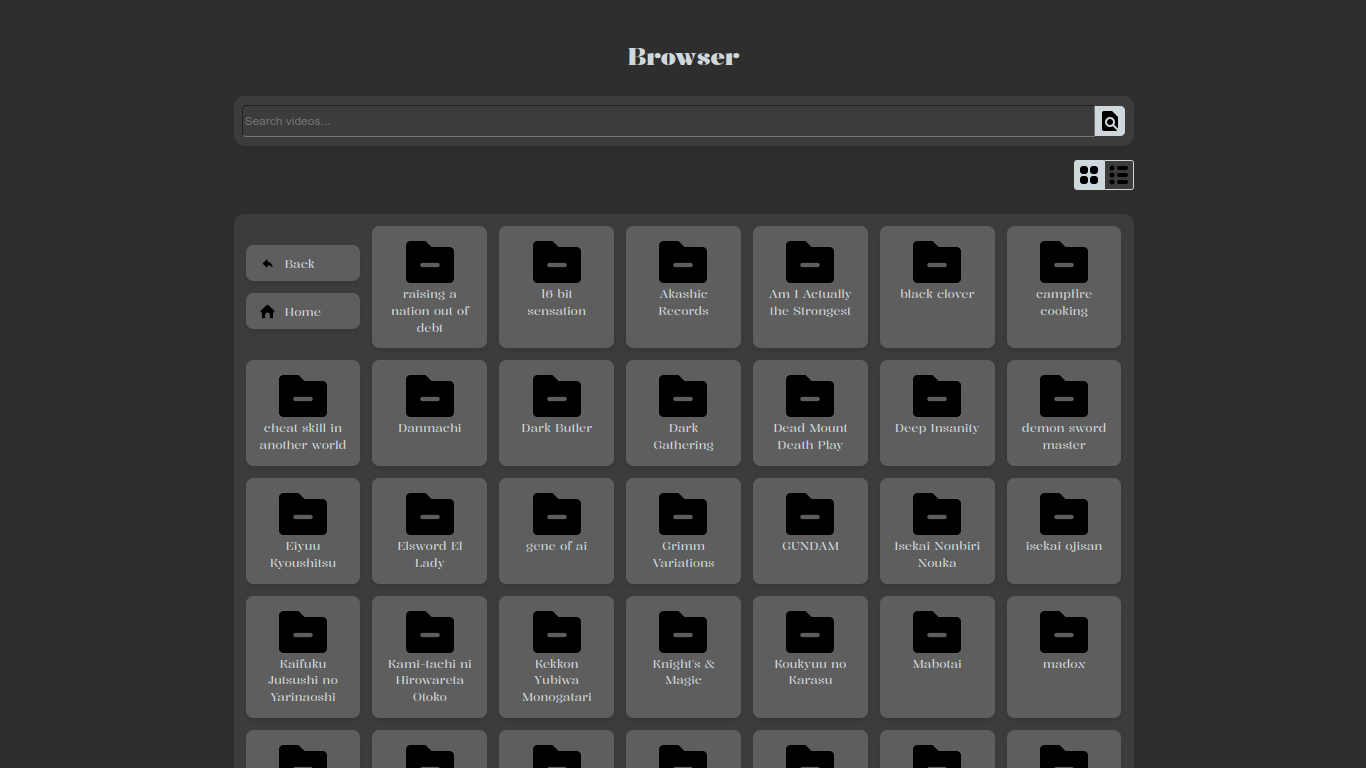 Browser
Search videos...
Back
Home
raising a
nation out of
debt
16 bit
sensation
Akashic
Records
Am I Actually
the Strongest
black clover
campfire
cooking
cheat skill in
another world
Danmachi
Dark Butler
Dark
Gathering
Dead Mount
Death Play
Deep Insanity
demon sword
master
Eiyuu
Kyoushitsu
Elsword El
Lady
gene of ai
Grimm
Variations
GUNDAM
Isekai Nonbiri
Nouka
isekai ojisan
Kaifuku
Jutsushi no
Yarinaoshi
Kami-tachi ni
Hirowareta
Otoko
Kekkon
Yubiwa
Monogatari
Knight's &
Magic
Koukyuu no
Karasu
Mabotai
madox